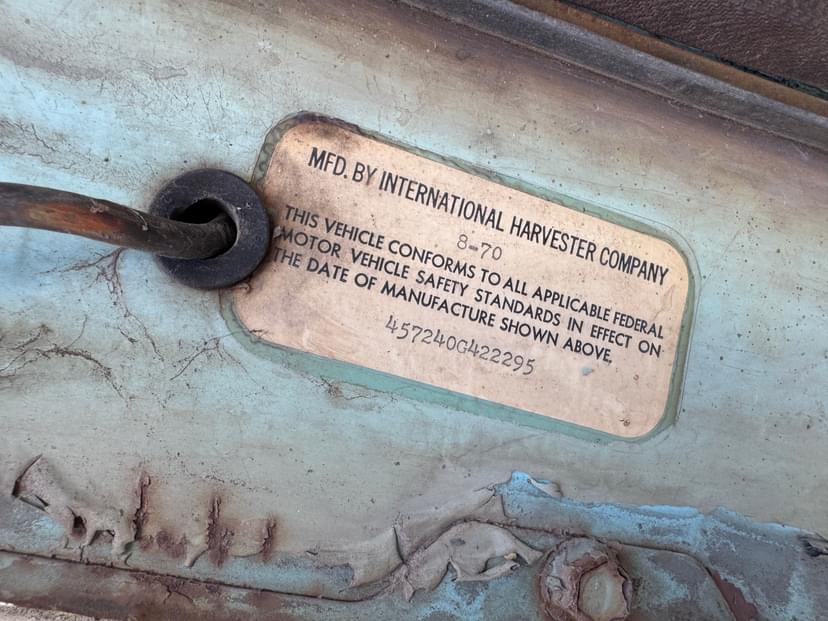 MFD. BY INTERNATIONAL HARVESTER COMPANY
8-70
THIS VEHICLE CONFORMS TO ALL APPLICABLE FEDERAL
MOTOR VEHICLE SAFETY STANDARDS IN EFFECT ON
THE DATE OF MANUFACTURE SHOWN ABOVE,
457240G422295